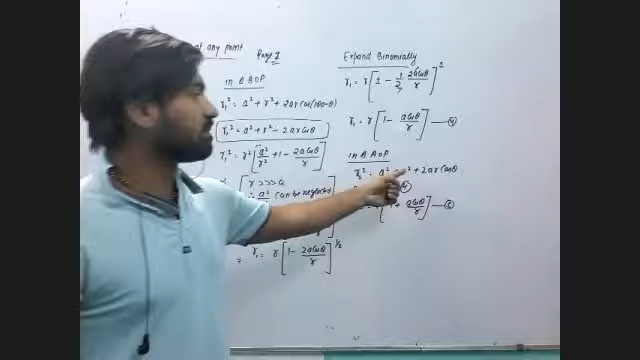 at any point Page 1
In Δ BOP
r₁² = a² + r² + 2ar cos(180-θ)
r₁² = a² + r² - 2ar cosθ
r₁² = r² [a²/r² + 1 - 2a cosθ/r]
[r >>> a
∴ a²/r² can be neglected
r₁ = r [1 - 2a cosθ/r]^1/2
Expand Binomially
r₁ = r [1 - 1/2 2a cosθ/r]
r₁ = r [1 - a cosθ/r] —④
In Δ AOP
r₂² = a² + r² + 2ar cosθ
+ a cosθ/r] —⑤